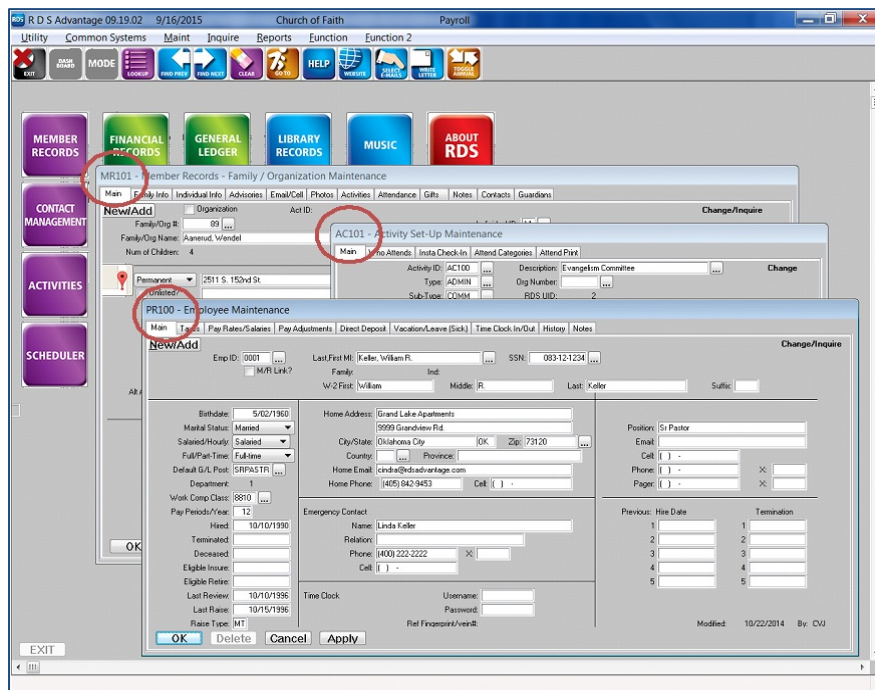 RDS R D S Advantage 09.19.02 9/16/2015 Church of Faith Payroll
Utility Common Systems Maint Inquire Reports Function Function 2
EXIT DASH BOARD MODE LOOKUP FIND PREV FIND NEXT CLEAR GO TO HELP WEBSITE SELECT E-MAILS WRITE LETTER TOGGLE ANNUAL
MEMBER RECORDS FINANCIAL RECORDS GENERAL LEDGER LIBRARY RECORDS MUSIC ABOUT RDS
CONTACT MANAGEMENT
ACTIVITIES
SCHEDULER
EXIT
MR101 - Member Records - Family / Organization Maintenance
Main Family Info Individual Info Advisories Email/Cell Photos Activities Attendance Gifts Notes Contacts Guardians
New/Add Organization Act ID: Change/Inquire
Family/Org #: 89 ...
Family/Org Name: Aanerud, Wendel
Num of Children: 4
Permanent 2511 S. 152nd St.
Unlisted?
Alt A
OK
AC101 - Activity Set-Up Maintenance
Main Who Attends Insta Check-In Attend Categories Attend Print
Activity ID: AC100 ... Description: Evangelism Committee ... Change
Type: ADMIN ... Org Number: ...
Sub-Type: COMM ... RDS UID: 2
PR100 - Employee Maintenance
Main Taxes Pay Rates/Salaries Pay Adjustments Direct Deposit Vacation/Leave (Sick) Time Clock In/Out History Notes
New/Add Change/Inquire
Emp ID: 0001 ... Last,First MI: Keller, William R. ... SSN: 083-12-1234 ...
M/R Link? Family: Ind:
W-2 First: William Middle: R. Last: Keller Suffix:
Birthdate: 5/02/1960 Home Address: Grand Lake Apartments
Marital Status: Married 9999 Grandview Rd. Position: Sr Pastor
Salaried/Hourly: Salaried City/State: Oklahoma City OK Zip: 73120 ... Email:
Full/Part-Time: Full-time Country: ... Province: Cell: ( ) -
Default G/L Post: SRPASTR ... Home Email: cindra@rdsadvantage.com Phone: ( ) - X:
Department: 1 Home Phone: (405) 842-9453 Cell: ( ) - Pager: ( ) - X:
Work Comp Class: 8810 ...
Pay Periods/Year: 12 Emergency Contact Previous: Hire Date Termination
Hired: 10/10/1990 Name: Linda Keller 1 1
Terminated: Relation: 2 2
Deceased: Phone: (400) 222-2222 X: 3 3
Eligible Insure: Cell: ( ) - 4 4
Eligible Retire: 5 5
Last Review: 10/10/1996 Time Clock Username:
Last Raise: 10/15/1996 Password:
Raise Type: MT Ref Fingerprint/vein#: Modified: 10/22/2014 By: CVJ
OK Delete Cancel Apply